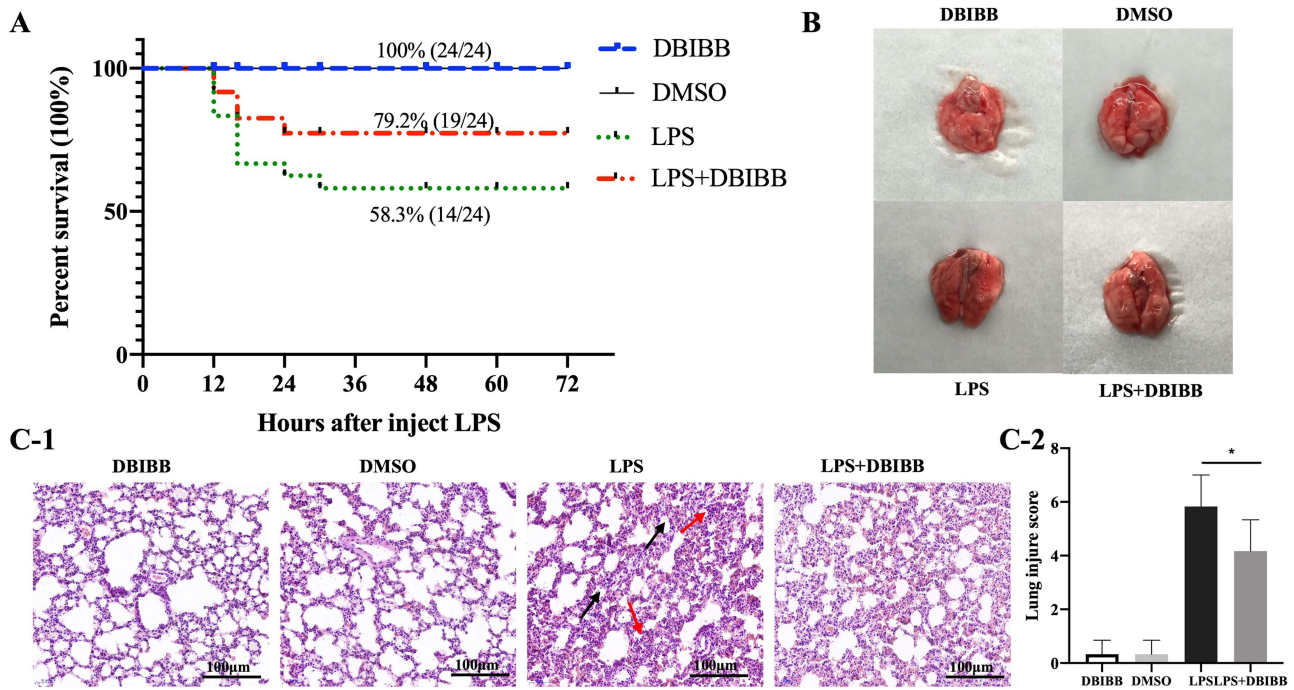 A
Percent survival (100%)
100
50
0
0 12 24 36 48 60 72
Hours after inject LPS
100% (24/24)
79.2% (19/24)
58.3% (14/24)
DBIBB
DMSO
LPS
LPS+DBIBB
B
DBIBB DMSO
LPS LPS+DBIBB
C-1
DBIBB DMSO LPS LPS+DBIBB
100μm 100μm 100μm 100μm
C-2
Lung injure score
8
6
4
2
0
*
DBIBB DMSO LPS LPS+DBIBB